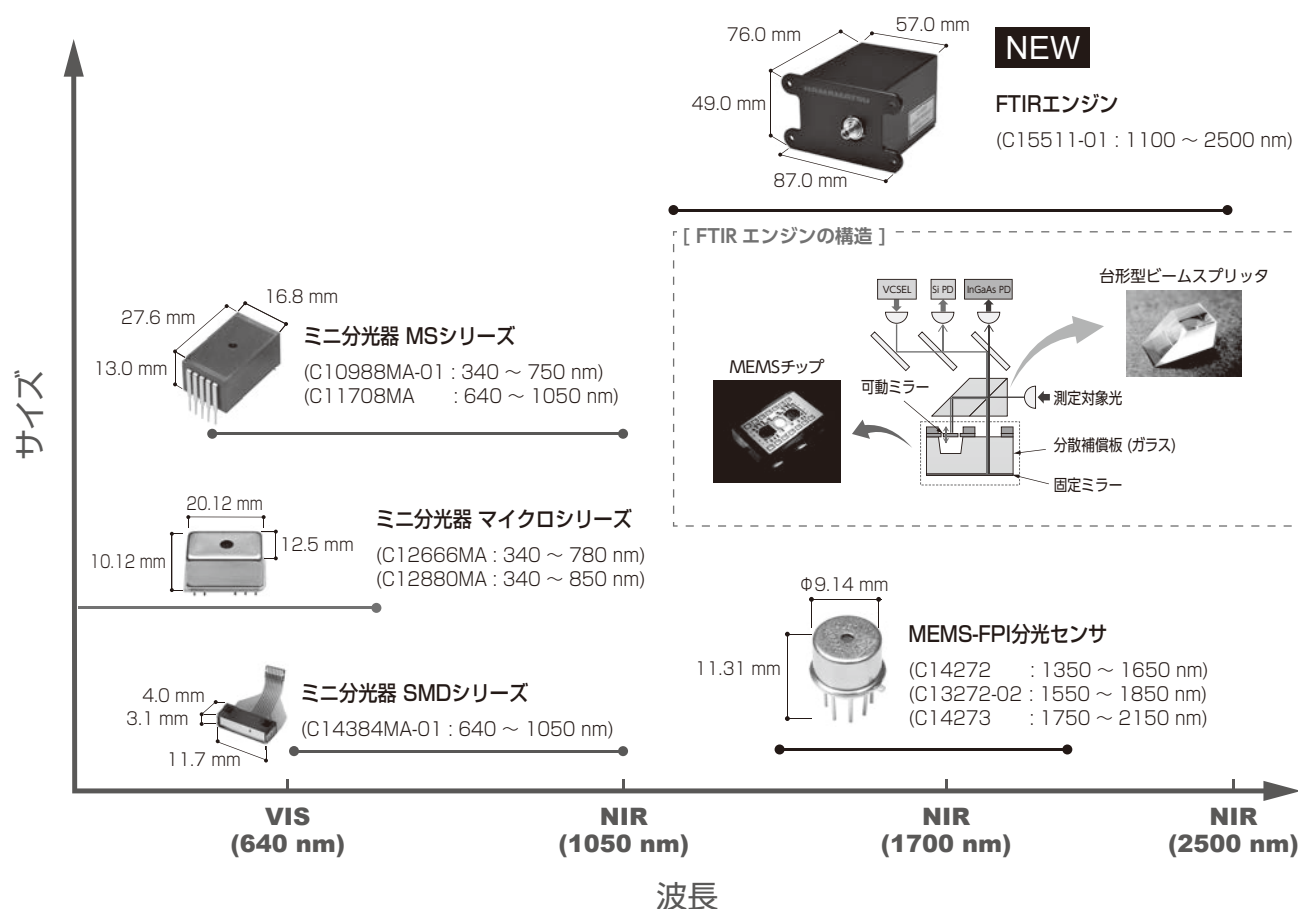 76.0 mm
57.0 mm
49.0 mm
87.0 mm
HAMAMATSU
NEW
FTIRエンジン
(C15511-01 : 1100 ～ 2500 nm)
[ FTIR エンジンの構造 ]
VCSEL
Si PD
InGaAs PD
台形型ビームスプリッタ
MEMSチップ
可動ミラー
測定対象光
分散補償板 (ガラス)
固定ミラー
27.6 mm
16.8 mm
13.0 mm
ミニ分光器 MSシリーズ
(C10988MA-01 : 340 ～ 750 nm)
(C11708MA : 640 ～ 1050 nm)
サイズ
20.12 mm
10.12 mm
12.5 mm
ミニ分光器 マイクロシリーズ
(C12666MA : 340 ～ 780 nm)
(C12880MA : 340 ～ 850 nm)
Φ9.14 mm
11.31 mm
MEMS-FPI分光センサ
(C14272 : 1350 ～ 1650 nm)
(C13272-02 : 1550 ～ 1850 nm)
(C14273 : 1750 ～ 2150 nm)
4.0 mm
3.1 mm
11.7 mm
ミニ分光器 SMDシリーズ
(C14384MA-01 : 640 ～ 1050 nm)
VIS
(640 nm)
NIR
(1050 nm)
NIR
(1700 nm)
NIR
(2500 nm)
波長